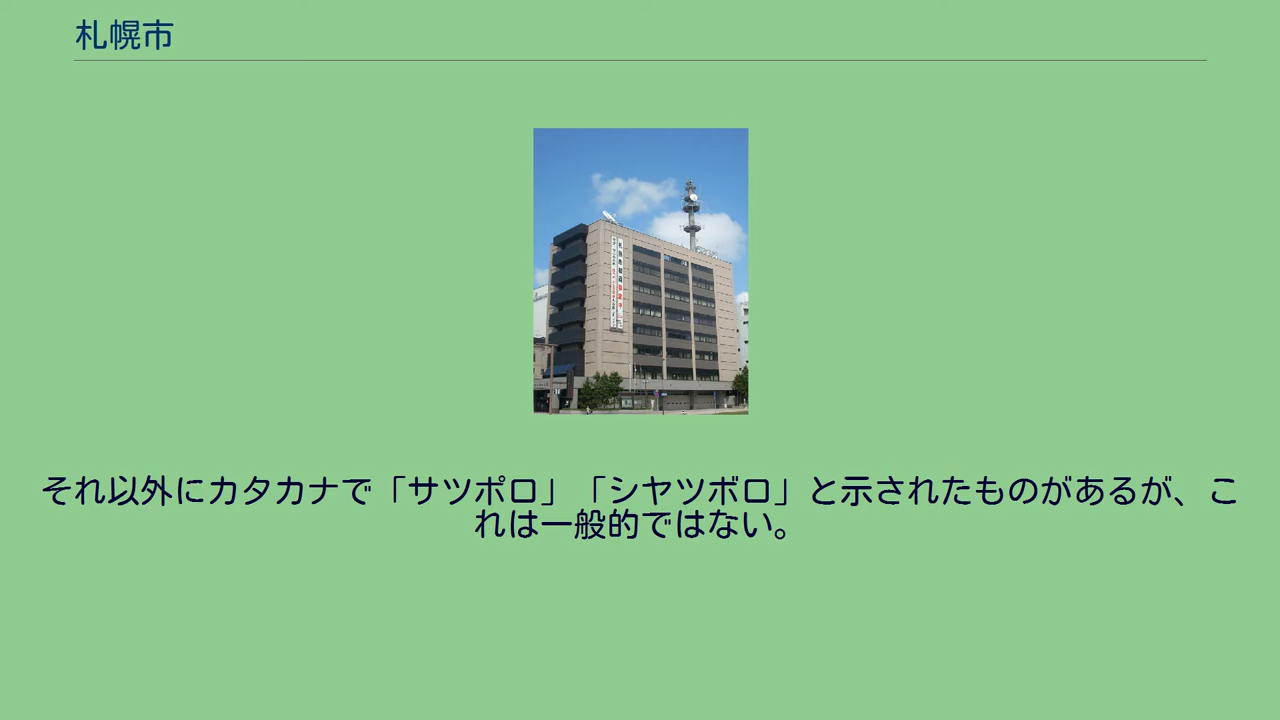 札幌市
それ以外にカタカナで「サツポロ」「シヤツボロ」と示されたものがあるが、こ
れは一般的ではない。